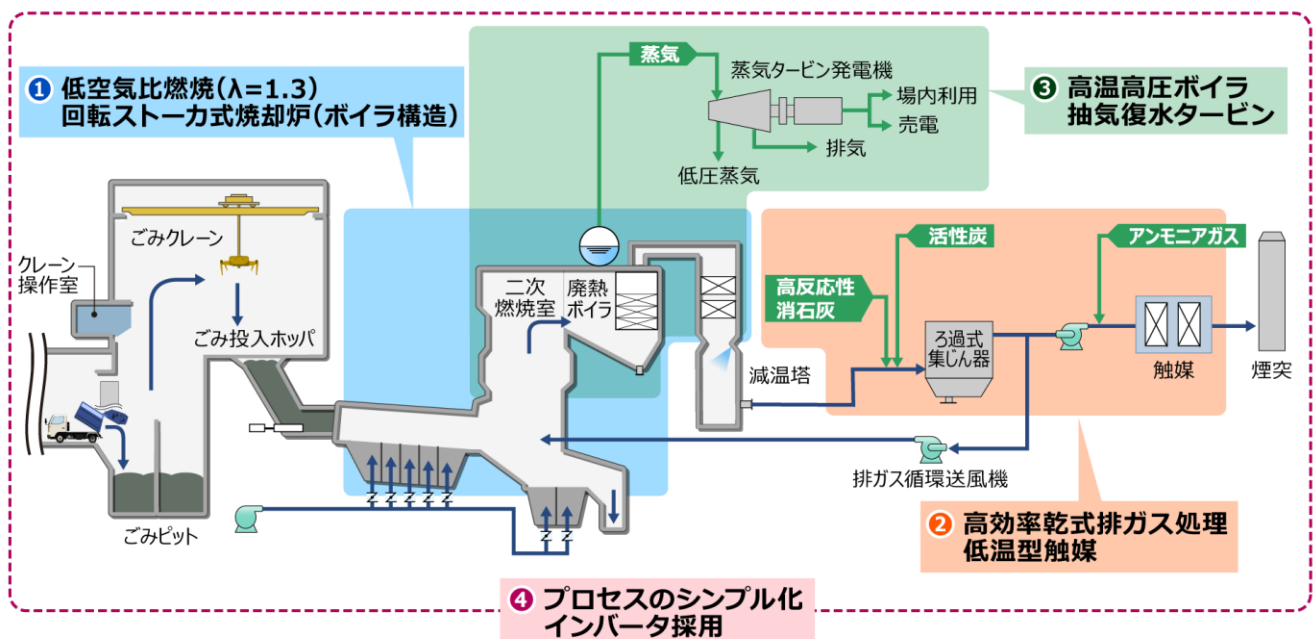 ❶ 低空気比燃焼(λ=1.3)
回転ストーカ式焼却炉(ボイラ構造)
蒸気
蒸気タービン発電機
場内利用
売電
排気
低圧蒸気
❸ 高温高圧ボイラ
抽気復水タービン
ごみクレーン
クレーン
操作室
ごみ投入ホッパ
ごみピット
二次
燃焼室
廃熱
ボイラ
減温塔
高反応性
消石灰
活性炭
アンモニアガス
ろ過式
集じん器
触媒
煙突
排ガス循環送風機
❷ 高効率乾式排ガス処理
低温型触媒
❹ プロセスのシンプル化
インバータ採用